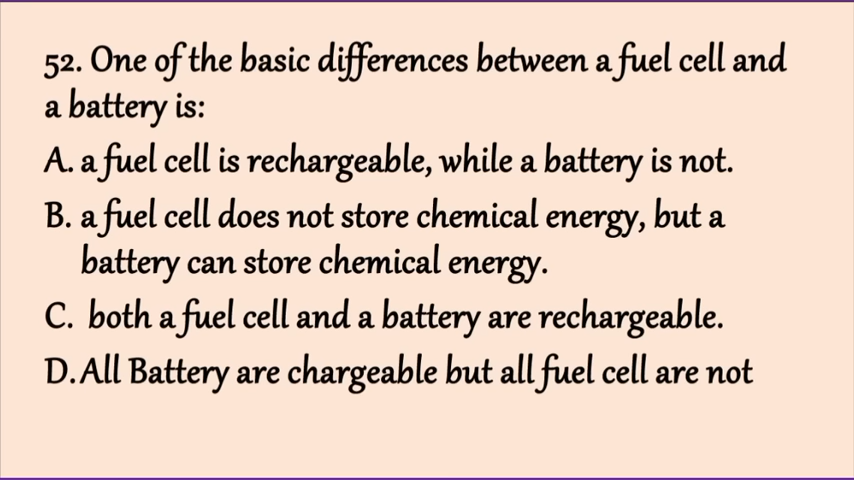 52. One of the basic differences between a fuel cell and
a battery is:
A. a fuel cell is rechargeable, while a battery is not.
B. a fuel cell does not store chemical energy, but a
battery can store chemical energy.
C. both a fuel cell and a battery are rechargeable.
D. All Battery are chargeable but all fuel cell are not